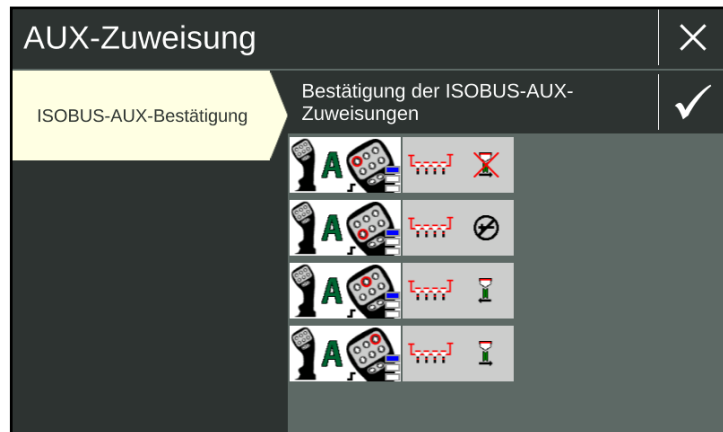 AUX-Zuweisung
ISOBUS-AUX-Bestätigung
Bestätigung der ISOBUS-AUX-
Zuweisungen
A
A
A
A